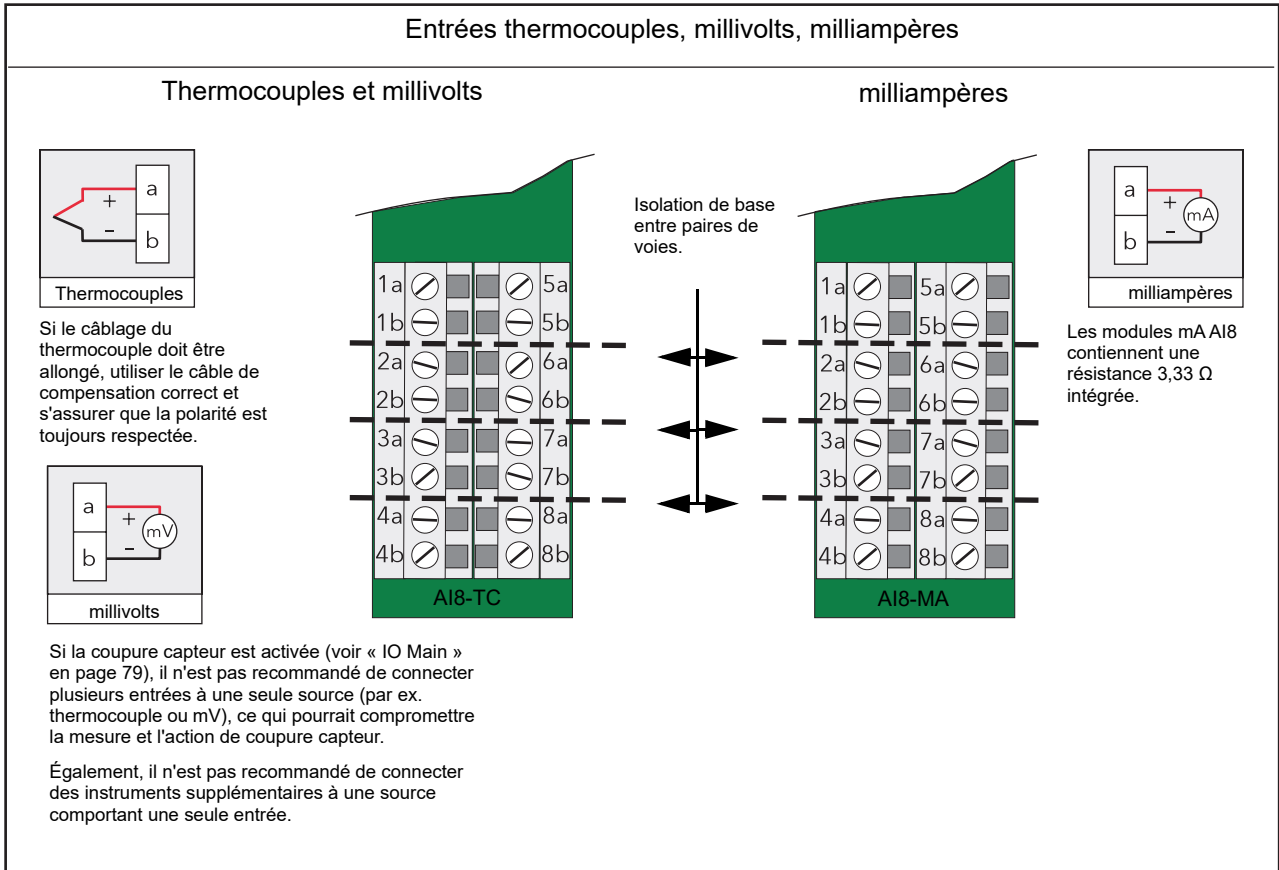 Entrées thermocouples, millivolts, milliampères
Thermocouples et millivolts
a
+
−
b
Thermocouples
Si le câblage du
thermocouple doit être
allongé, utiliser le câble de
compensation correct et
s'assurer que la polarité est
toujours respectée.
a
+
mV
−
b
millivolts
1a 5a
1b 5b
2a 6a
2b 6b
3a 7a
3b 7b
4a 8a
4b 8b
AI8-TC
Si la coupure capteur est activée (voir « IO Main »
en page 79), il n'est pas recommandé de connecter
plusieurs entrées à une seule source (par ex.
thermocouple ou mV), ce qui pourrait compromettre
la mesure et l'action de coupure capteur.
Également, il n'est pas recommandé de connecter
des instruments supplémentaires à une source
comportant une seule entrée.
Isolation de base
entre paires de
voies.
milliampères
1a 5a
1b 5b
2a 6a
2b 6b
3a 7a
3b 7b
4a 8a
4b 8b
AI8-MA
a
+
mA
−
b
milliampères
Les modules mA AI8
contiennent une
résistance 3,33 Ω
intégrée.